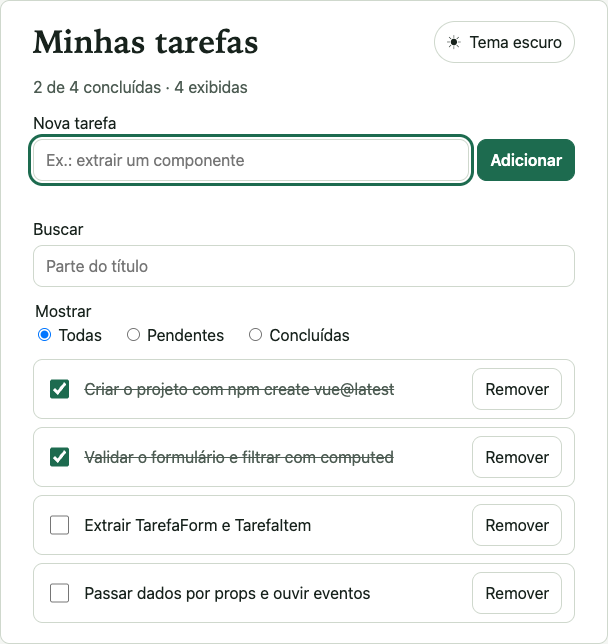 Minhas tarefas
Tema escuro
2 de 4 concluídas · 4 exibidas
Nova tarefa
Ex.: extrair um componente
Adicionar
Buscar
Parte do título
Mostrar
Todas Pendentes Concluídas
Criar o projeto com npm create vue@latest Remover
Validar o formulário e filtrar com computed Remover
Extrair TarefaForm e TarefaItem Remover
Passar dados por props e ouvir eventos Remover